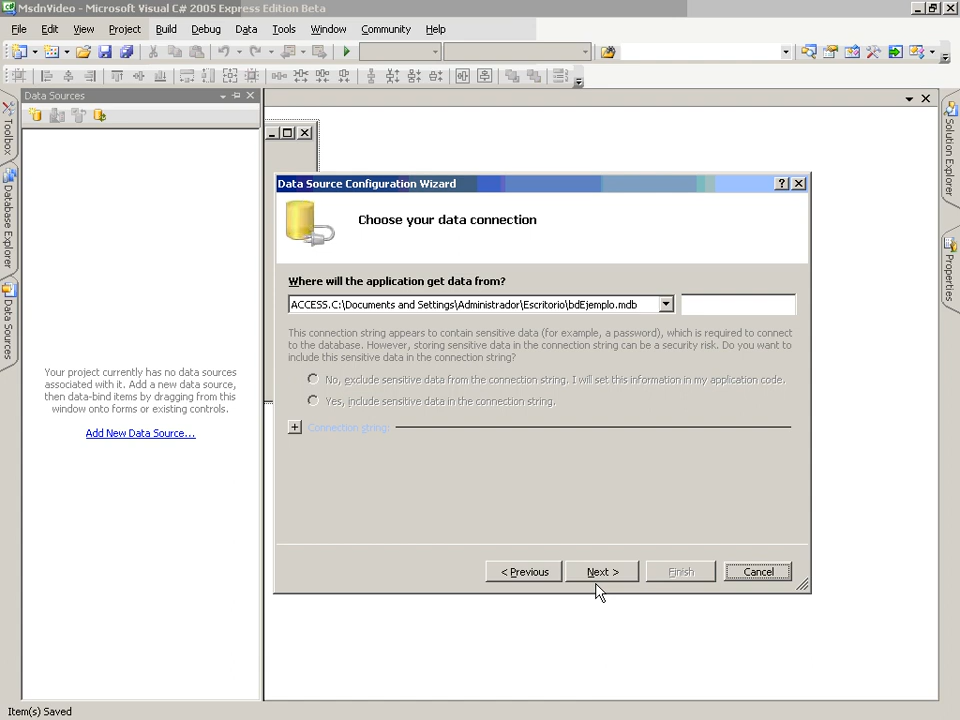 MsdnVideo - Microsoft Visual C# 2005 Express Edition Beta
File Edit View Project Build Debug Data Tools Window Community Help
Data Sources
Toolbox
Database Explorer
Data Sources
Your project currently has no data sources
associated with it. Add a new data source,
then data-bind items by dragging from this
window onto forms or existing controls.
Add New Data Source...
Data Source Configuration Wizard
Choose your data connection
Where will the application get data from?
ACCESS.C:\Documents and Settings\Administrador\Escritorio\bdEjemplo.mdb
This connection string appears to contain sensitive data (for example, a password), which is required to connect
to the database. However, storing sensitive data in the connection string can be a security risk. Do you want to
include this sensitive data in the connection string?
No, exclude sensitive data from the connection string. I will set this information in my application code.
Yes, include sensitive data in the connection string.
Connection string:
< Previous
Next >
Finish
Cancel
Solution Explorer
Properties
Item(s) Saved